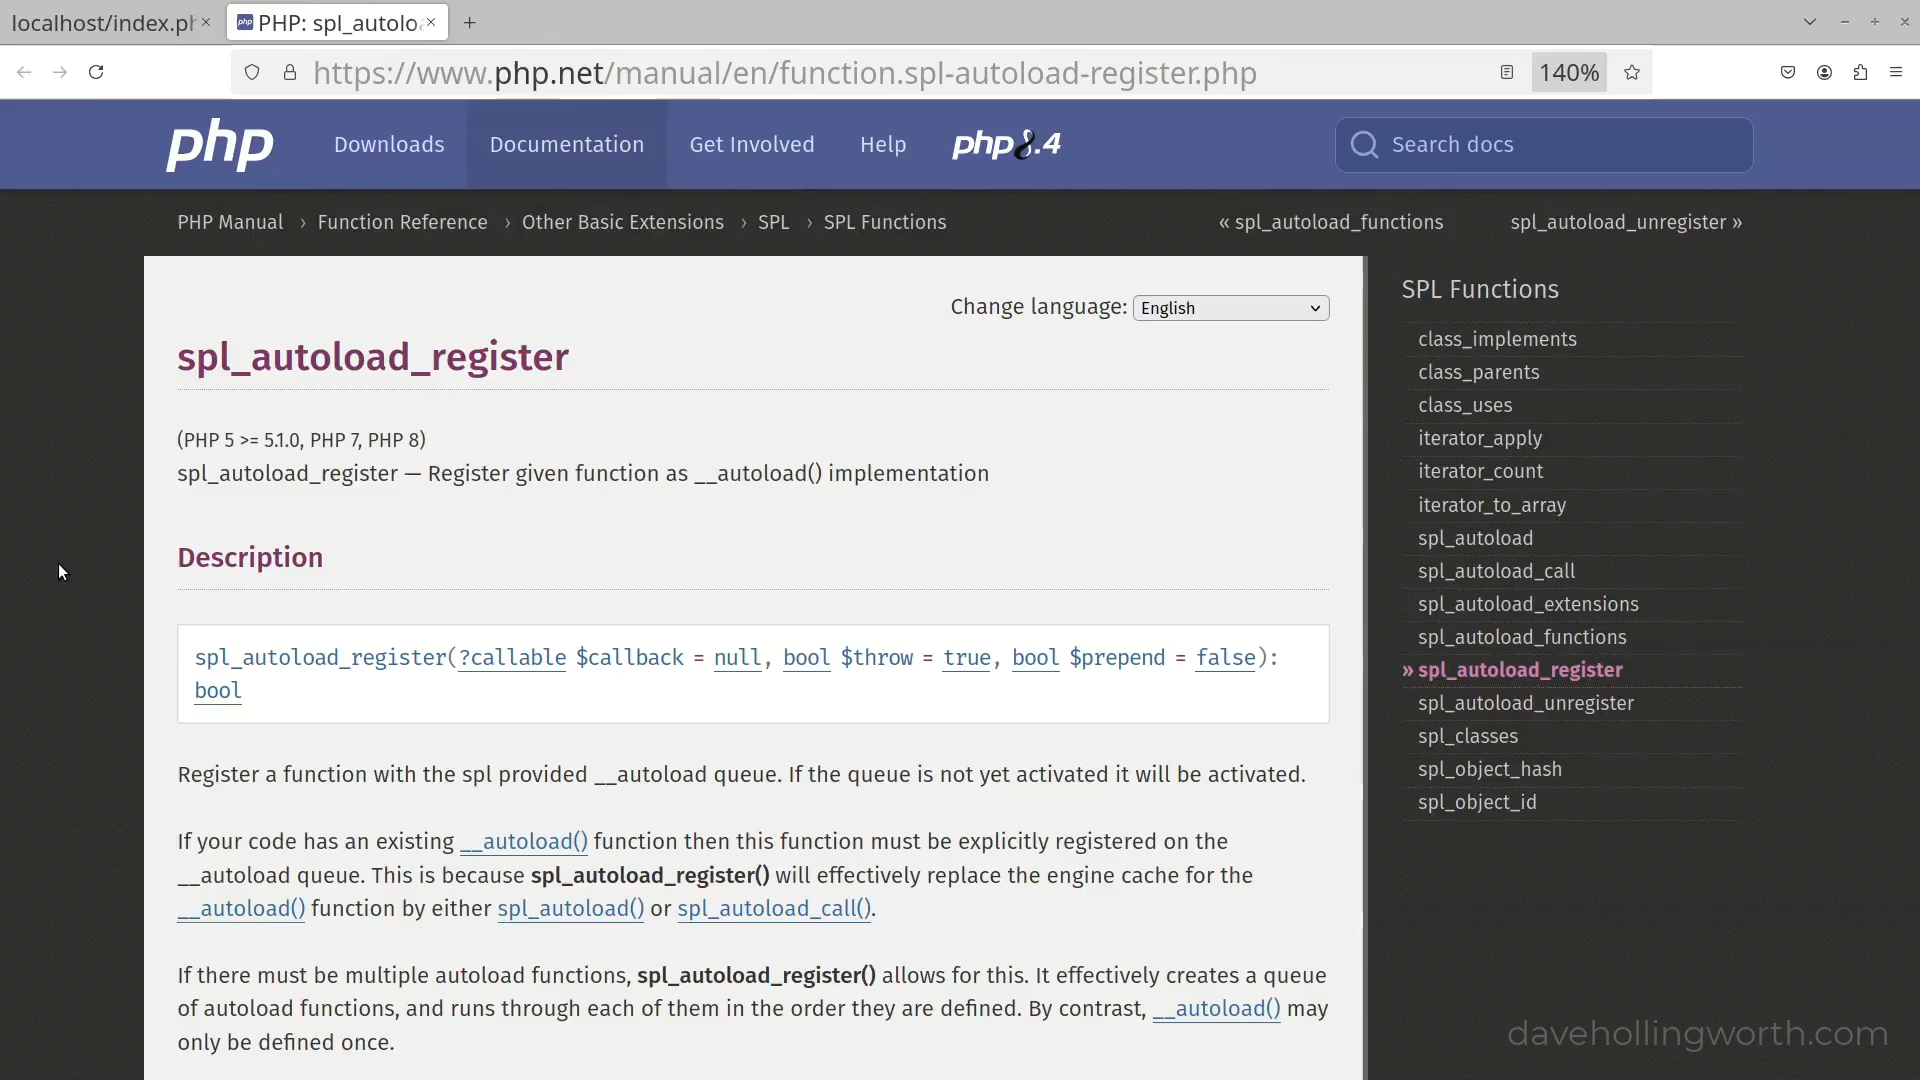 localhost/index.ph
PHP: spl_autolo
https://www.php.net/manual/en/function.spl-autoload-register.php
140%
php
Downloads
Documentation
Get Involved
Help
php8.4
Search docs
PHP Manual › Function Reference › Other Basic Extensions › SPL › SPL Functions
« spl_autoload_functions
spl_autoload_unregister »
Change language: English
spl_autoload_register
(PHP 5 >= 5.1.0, PHP 7, PHP 8)
spl_autoload_register — Register given function as __autoload() implementation
Description
spl_autoload_register(?callable $callback = null, bool $throw = true, bool $prepend = false):
bool
Register a function with the spl provided __autoload queue. If the queue is not yet activated it will be activated.
If your code has an existing __autoload() function then this function must be explicitly registered on the
__autoload queue. This is because spl_autoload_register() will effectively replace the engine cache for the
__autoload() function by either spl_autoload() or spl_autoload_call().
If there must be multiple autoload functions, spl_autoload_register() allows for this. It effectively creates a queue
of autoload functions, and runs through each of them in the order they are defined. By contrast, __autoload() may
only be defined once.
SPL Functions
class_implements
class_parents
class_uses
iterator_apply
iterator_count
iterator_to_array
spl_autoload
spl_autoload_call
spl_autoload_extensions
spl_autoload_functions
» spl_autoload_register
spl_autoload_unregister
spl_classes
spl_object_hash
spl_object_id
davehollingworth.com